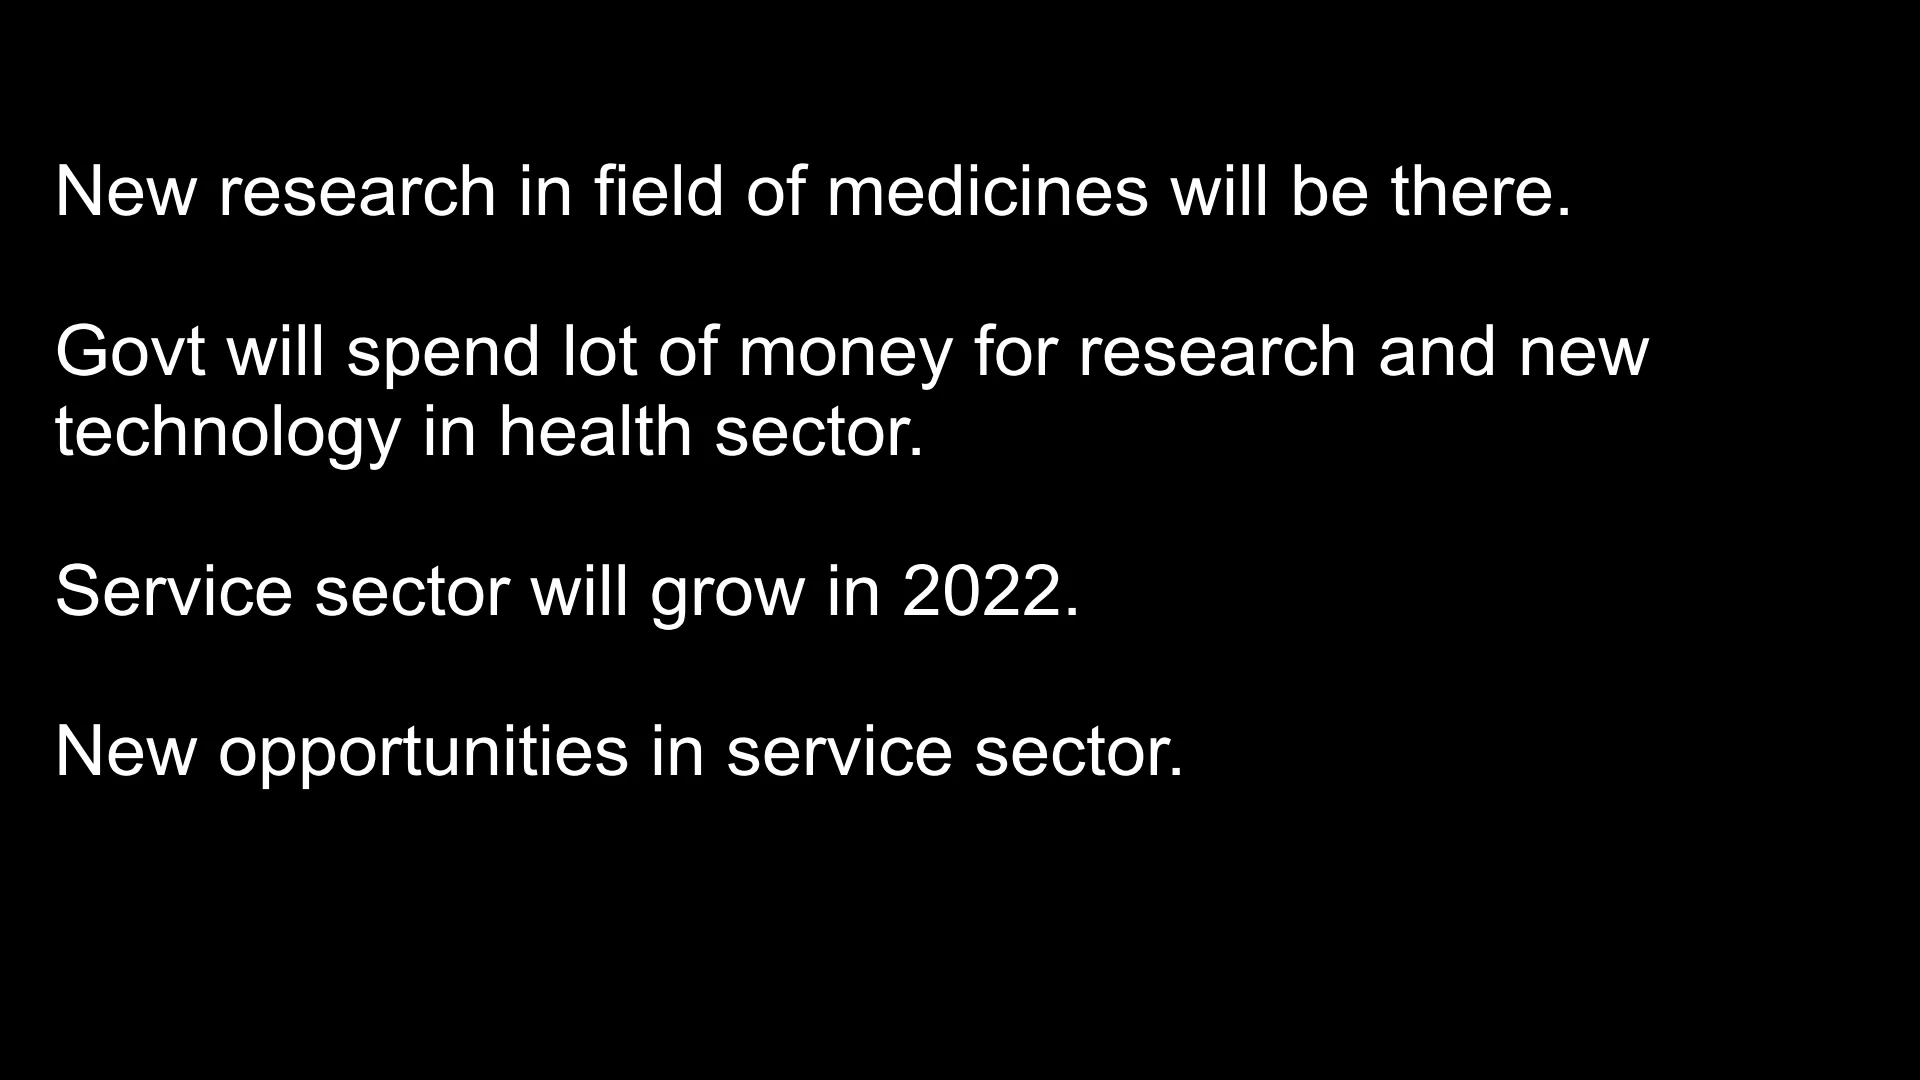 New research in field of medicines will be there.
Govt will spend lot of money for research and new
technology in health sector.
Service sector will grow in 2022.
New opportunities in service sector.